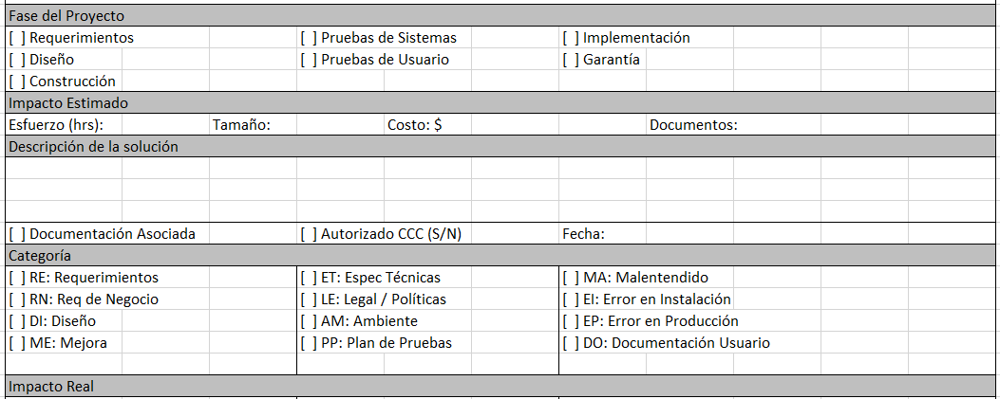 Fase del Proyecto
[ ] Requerimientos [ ] Pruebas de Sistemas [ ] Implementación
[ ] Diseño [ ] Pruebas de Usuario [ ] Garantía
[ ] Construcción
Impacto Estimado
Esfuerzo (hrs): Tamaño: Costo: $ Documentos:
Descripción de la solución
[ ] Documentación Asociada [ ] Autorizado CCC (S/N) Fecha:
Categoría
[ ] RE: Requerimientos [ ] ET: Espec Técnicas [ ] MA: Malentendido
[ ] RN: Req de Negocio [ ] LE: Legal / Políticas [ ] EI: Error en Instalación
[ ] DI: Diseño [ ] AM: Ambiente [ ] EP: Error en Producción
[ ] ME: Mejora [ ] PP: Plan de Pruebas [ ] DO: Documentación Usuario
Impacto Real